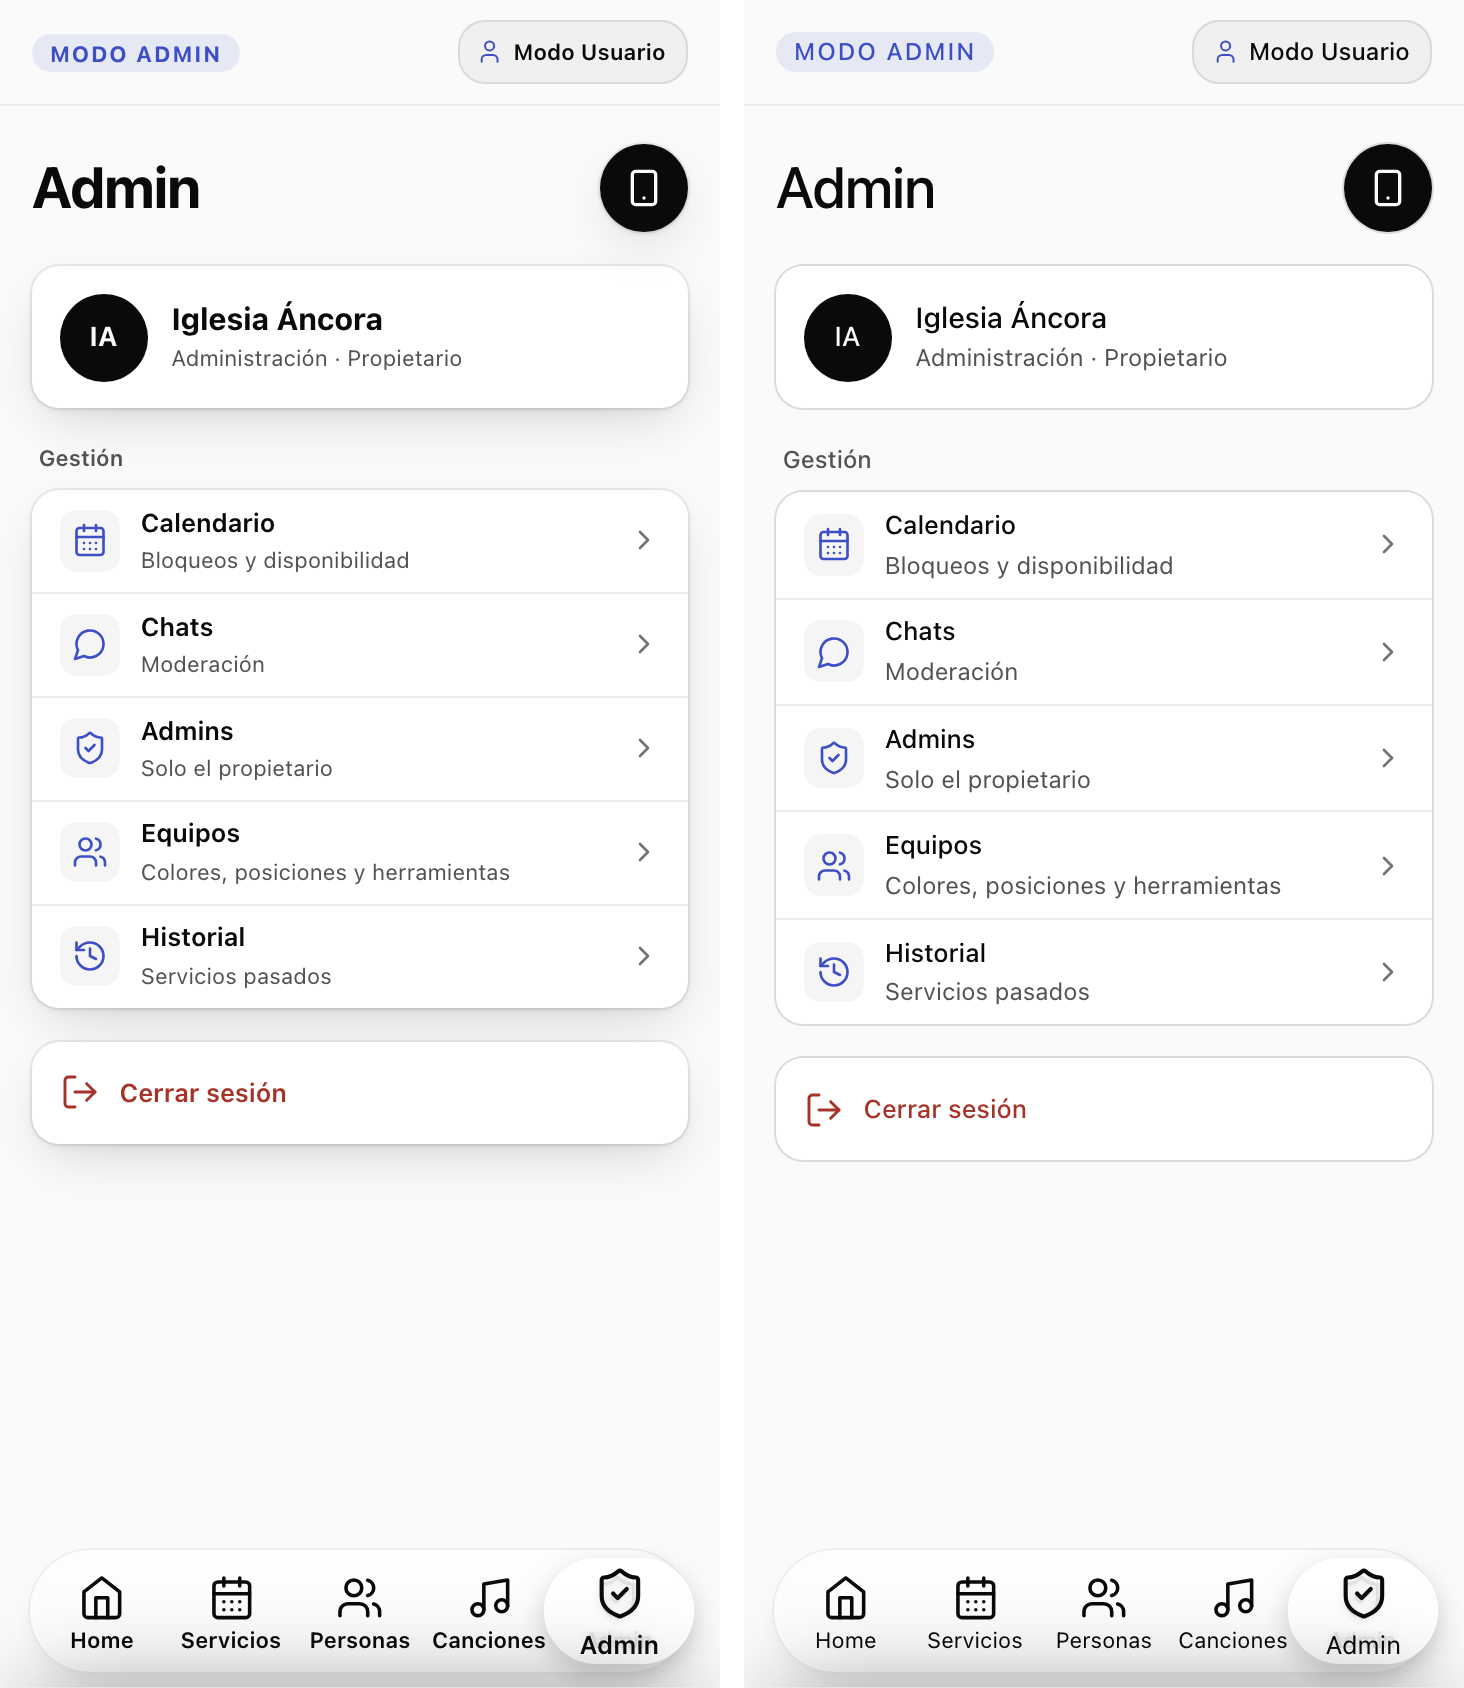 MODO ADMIN
Modo Usuario
Admin
IA
Iglesia Áncora
Administración · Propietario
Gestión
Calendario
Bloqueos y disponibilidad
Chats
Moderación
Admins
Solo el propietario
Equipos
Colores, posiciones y herramientas
Historial
Servicios pasados
Cerrar sesión
Home
Servicios
Personas
Canciones
Admin
MODO ADMIN
Modo Usuario
Admin
IA
Iglesia Áncora
Administración · Propietario
Gestión
Calendario
Bloqueos y disponibilidad
Chats
Moderación
Admins
Solo el propietario
Equipos
Colores, posiciones y herramientas
Historial
Servicios pasados
Cerrar sesión
Home
Servicios
Personas
Canciones
Admin